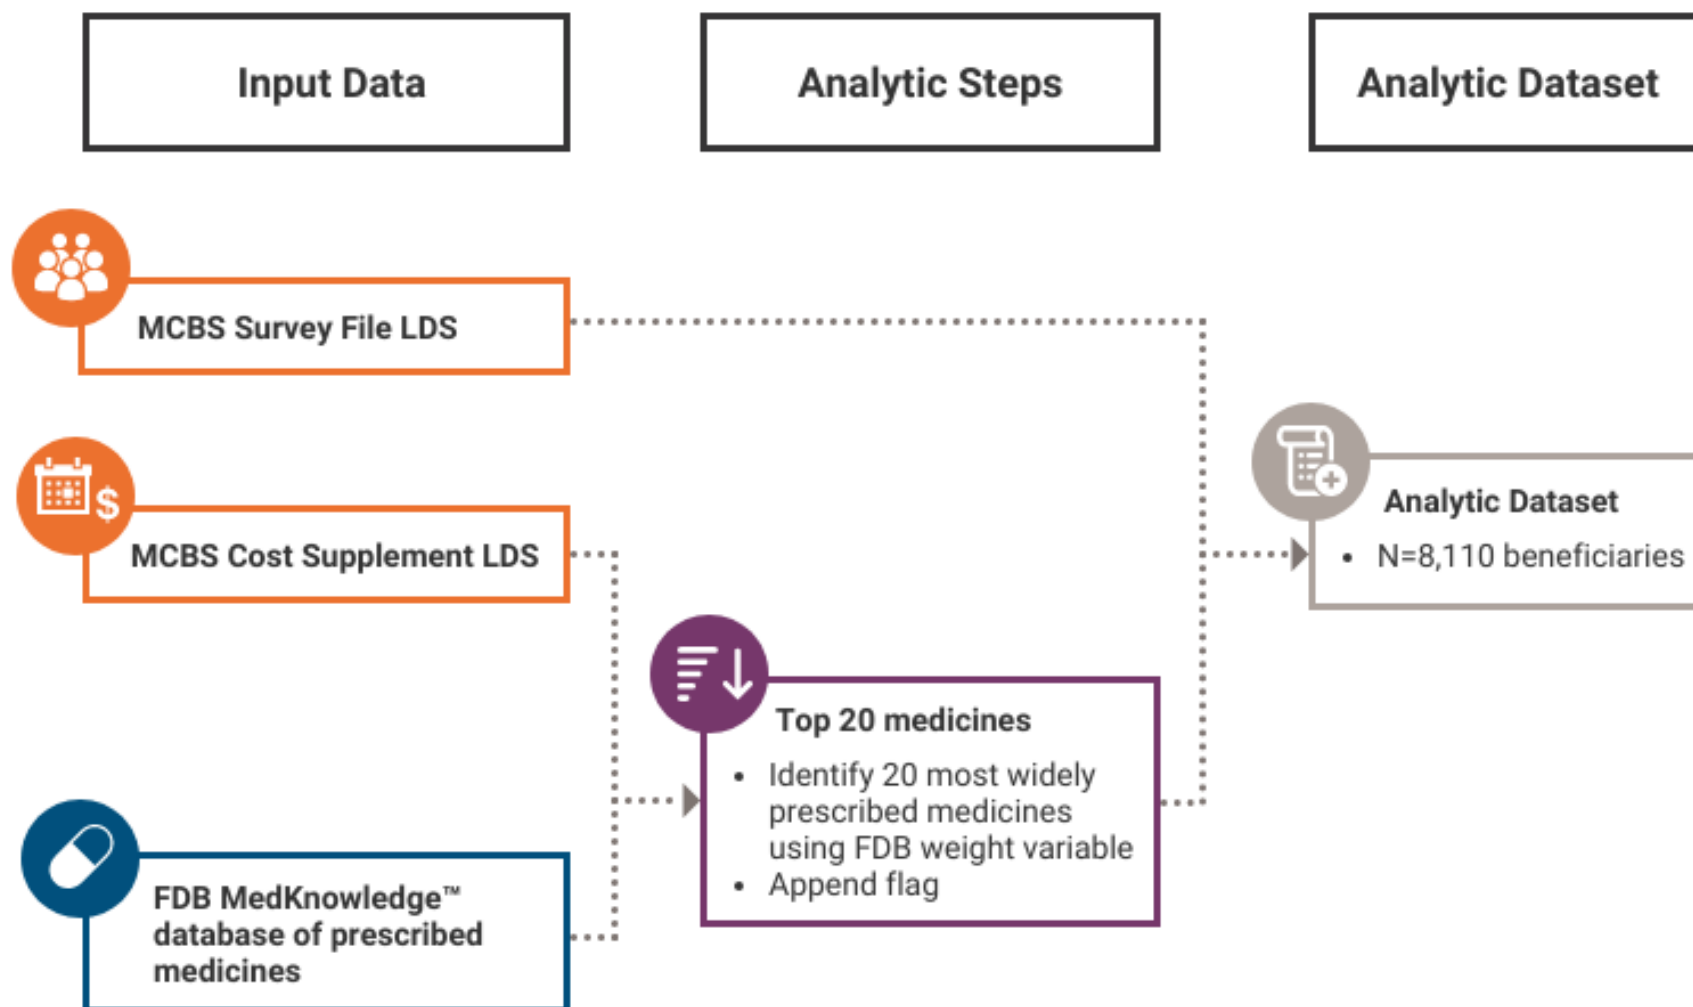 Input Data
Analytic Steps
Analytic Dataset
MCBS Survey File LDS
$
MCBS Cost Supplement LDS
Analytic Dataset
• N=8,110 beneficiaries
Top 20 medicines
• Identify 20 most widely
prescribed medicines
using FDB weight variable
• Append flag
FDB MedKnowledge™
database of prescribed
medicines